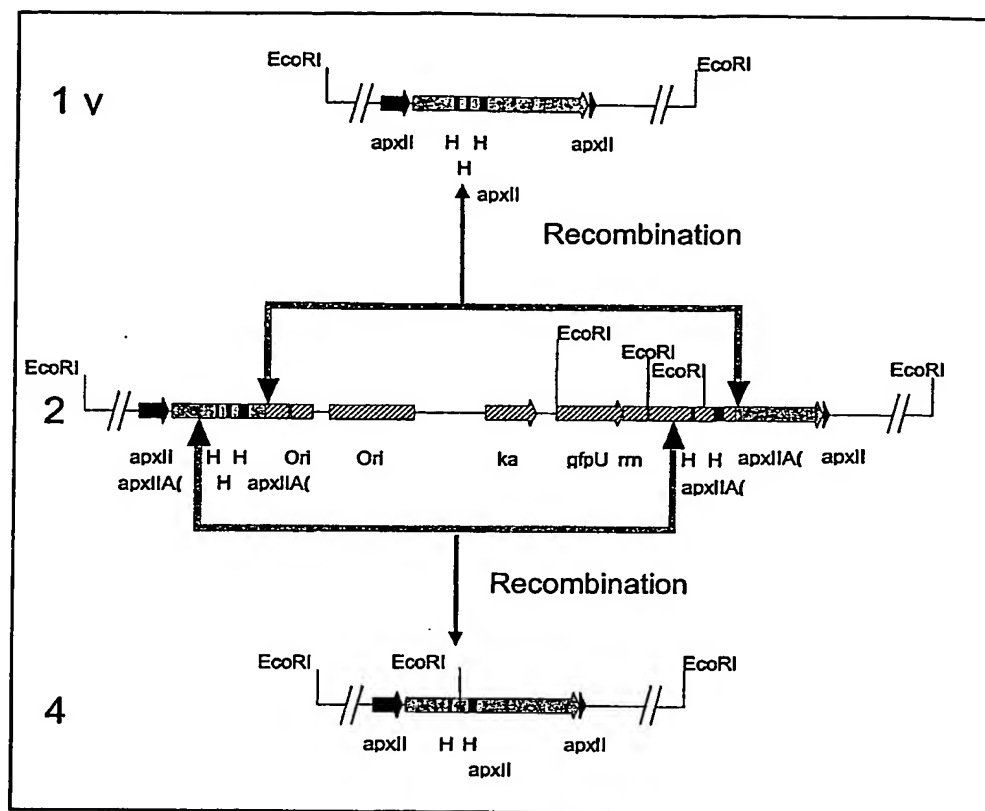 EcoRI
EcoRI
1 v
apxII H H apxII
H
apxII
Recombination
EcoRI
EcoRI
EcoRI
EcoRI
EcoRI
2
apxII H H Ori Ori ka gfpU rm H H apxIIA( apxII
apxIIA( H apxIIA( apxIIA(
Recombination
EcoRI
EcoRI
EcoRI
4
apxII H H apxII
apxII